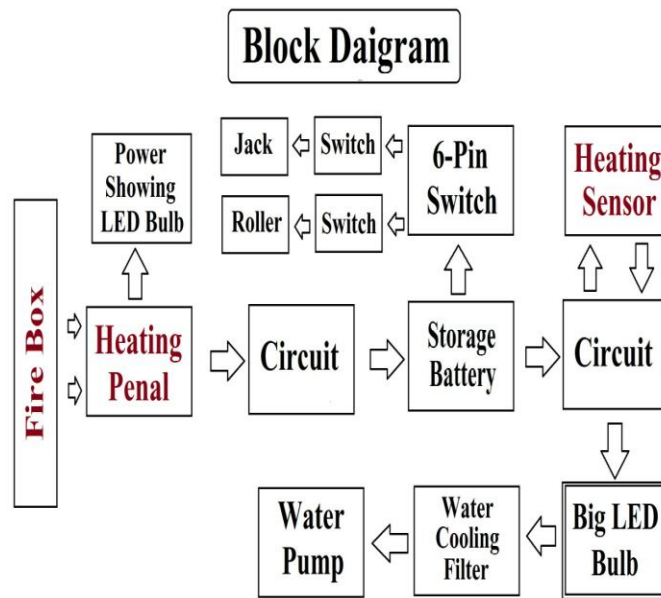 Block Daigram
Power
Showing
LED Bulb
Jack
Switch
6-Pin
Switch
Heating
Sensor
Roller
Switch
Fire Box
Heating
Penal
Circuit
Storage
Battery
Circuit
Water
Pump
Water
Cooling
Filter
Big LED
Bulb